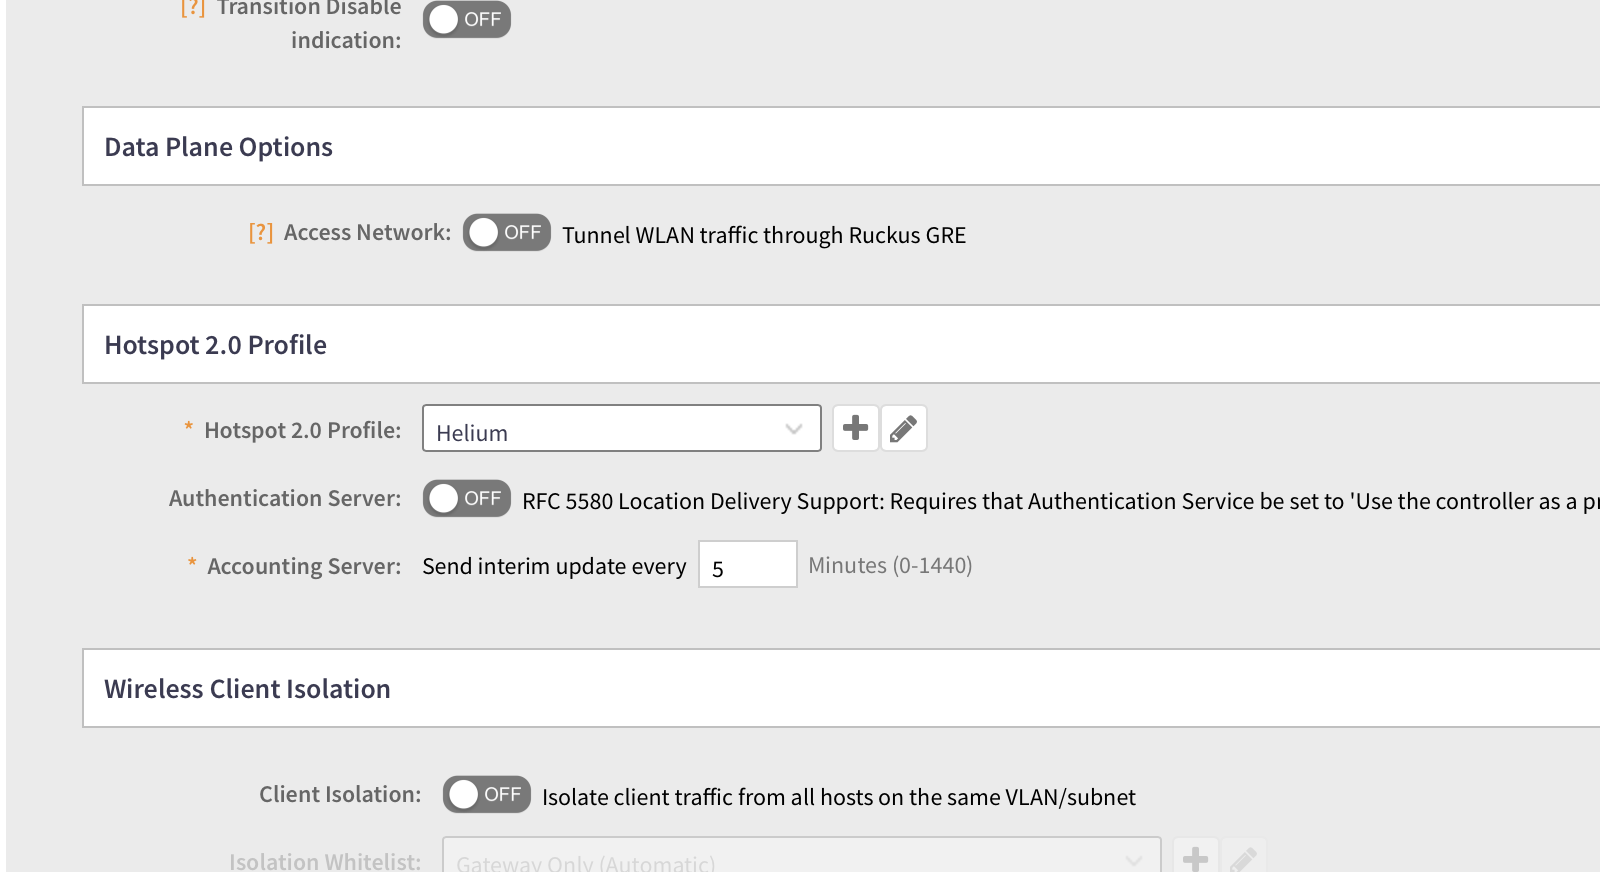 [?] Transition Disable
indication:
OFF
Data Plane Options
[?] Access Network: OFF Tunnel WLAN traffic through Ruckus GRE
Hotspot 2.0 Profile
* Hotspot 2.0 Profile: Helium
Authentication Server: OFF RFC 5580 Location Delivery Support: Requires that Authentication Service be set to 'Use the controller as a
* Accounting Server: Send interim update every 5 Minutes (0-1440)
Wireless Client Isolation
Client Isolation: OFF Isolate client traffic from all hosts on the same VLAN/subnet
Isolation Whitelist: Gateway Only (Automatic)